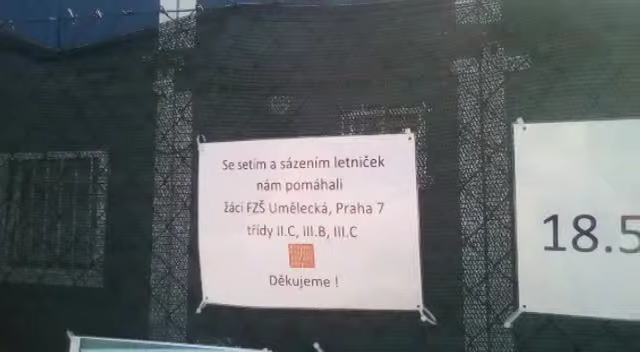 Se setím a sázením letniček
nám pomáhali
žáci FZŠ Umělecká, Praha 7
třídy II.C, III.B, III.C
Děkujeme !
18.5